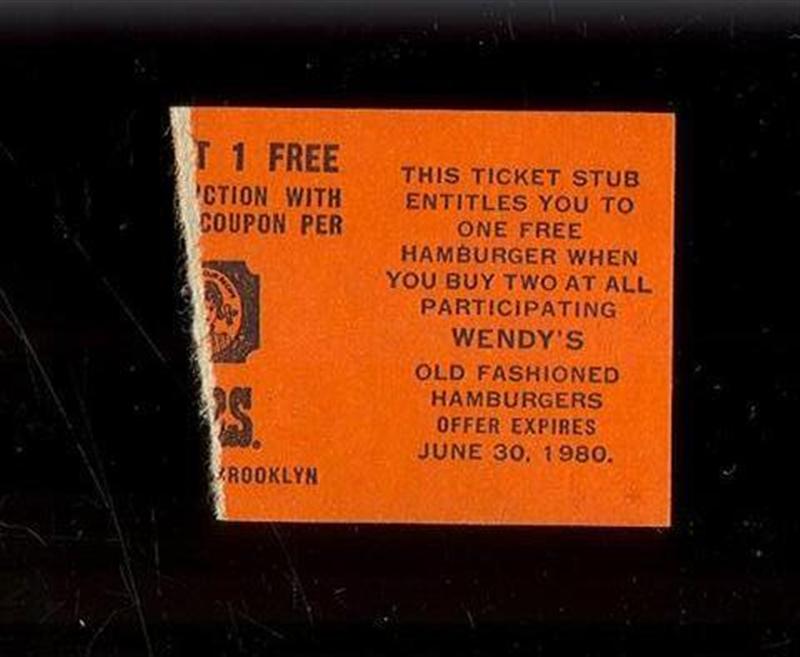 T 1 FREE
CTION WITH
COUPON PER
S.
ROOKLYN
THIS TICKET STUB
ENTITLES YOU TO
ONE FREE
HAMBURGER WHEN
YOU BUY TWO AT ALL
PARTICIPATING
WENDY'S
OLD FASHIONED
HAMBURGERS
OFFER EXPIRES
JUNE 30, 1980.